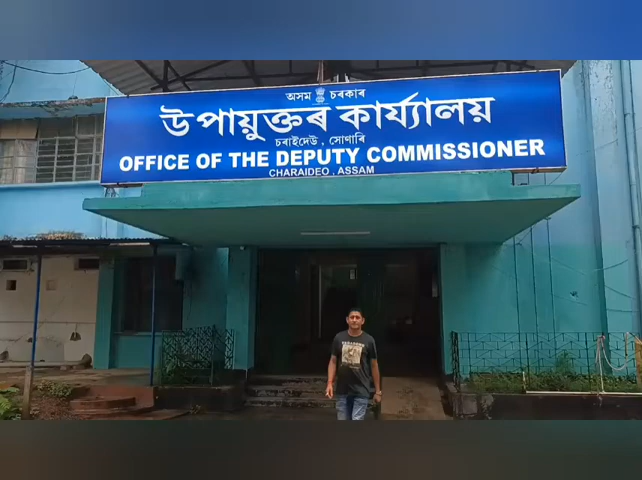 অসম চৰকাৰ
উপায়ুক্তৰ কাৰ্য্যালয়
চৰাইদেউ , সোণাৰি
OFFICE OF THE DEPUTY COMMISSIONER
CHARAIDEO , ASSAM